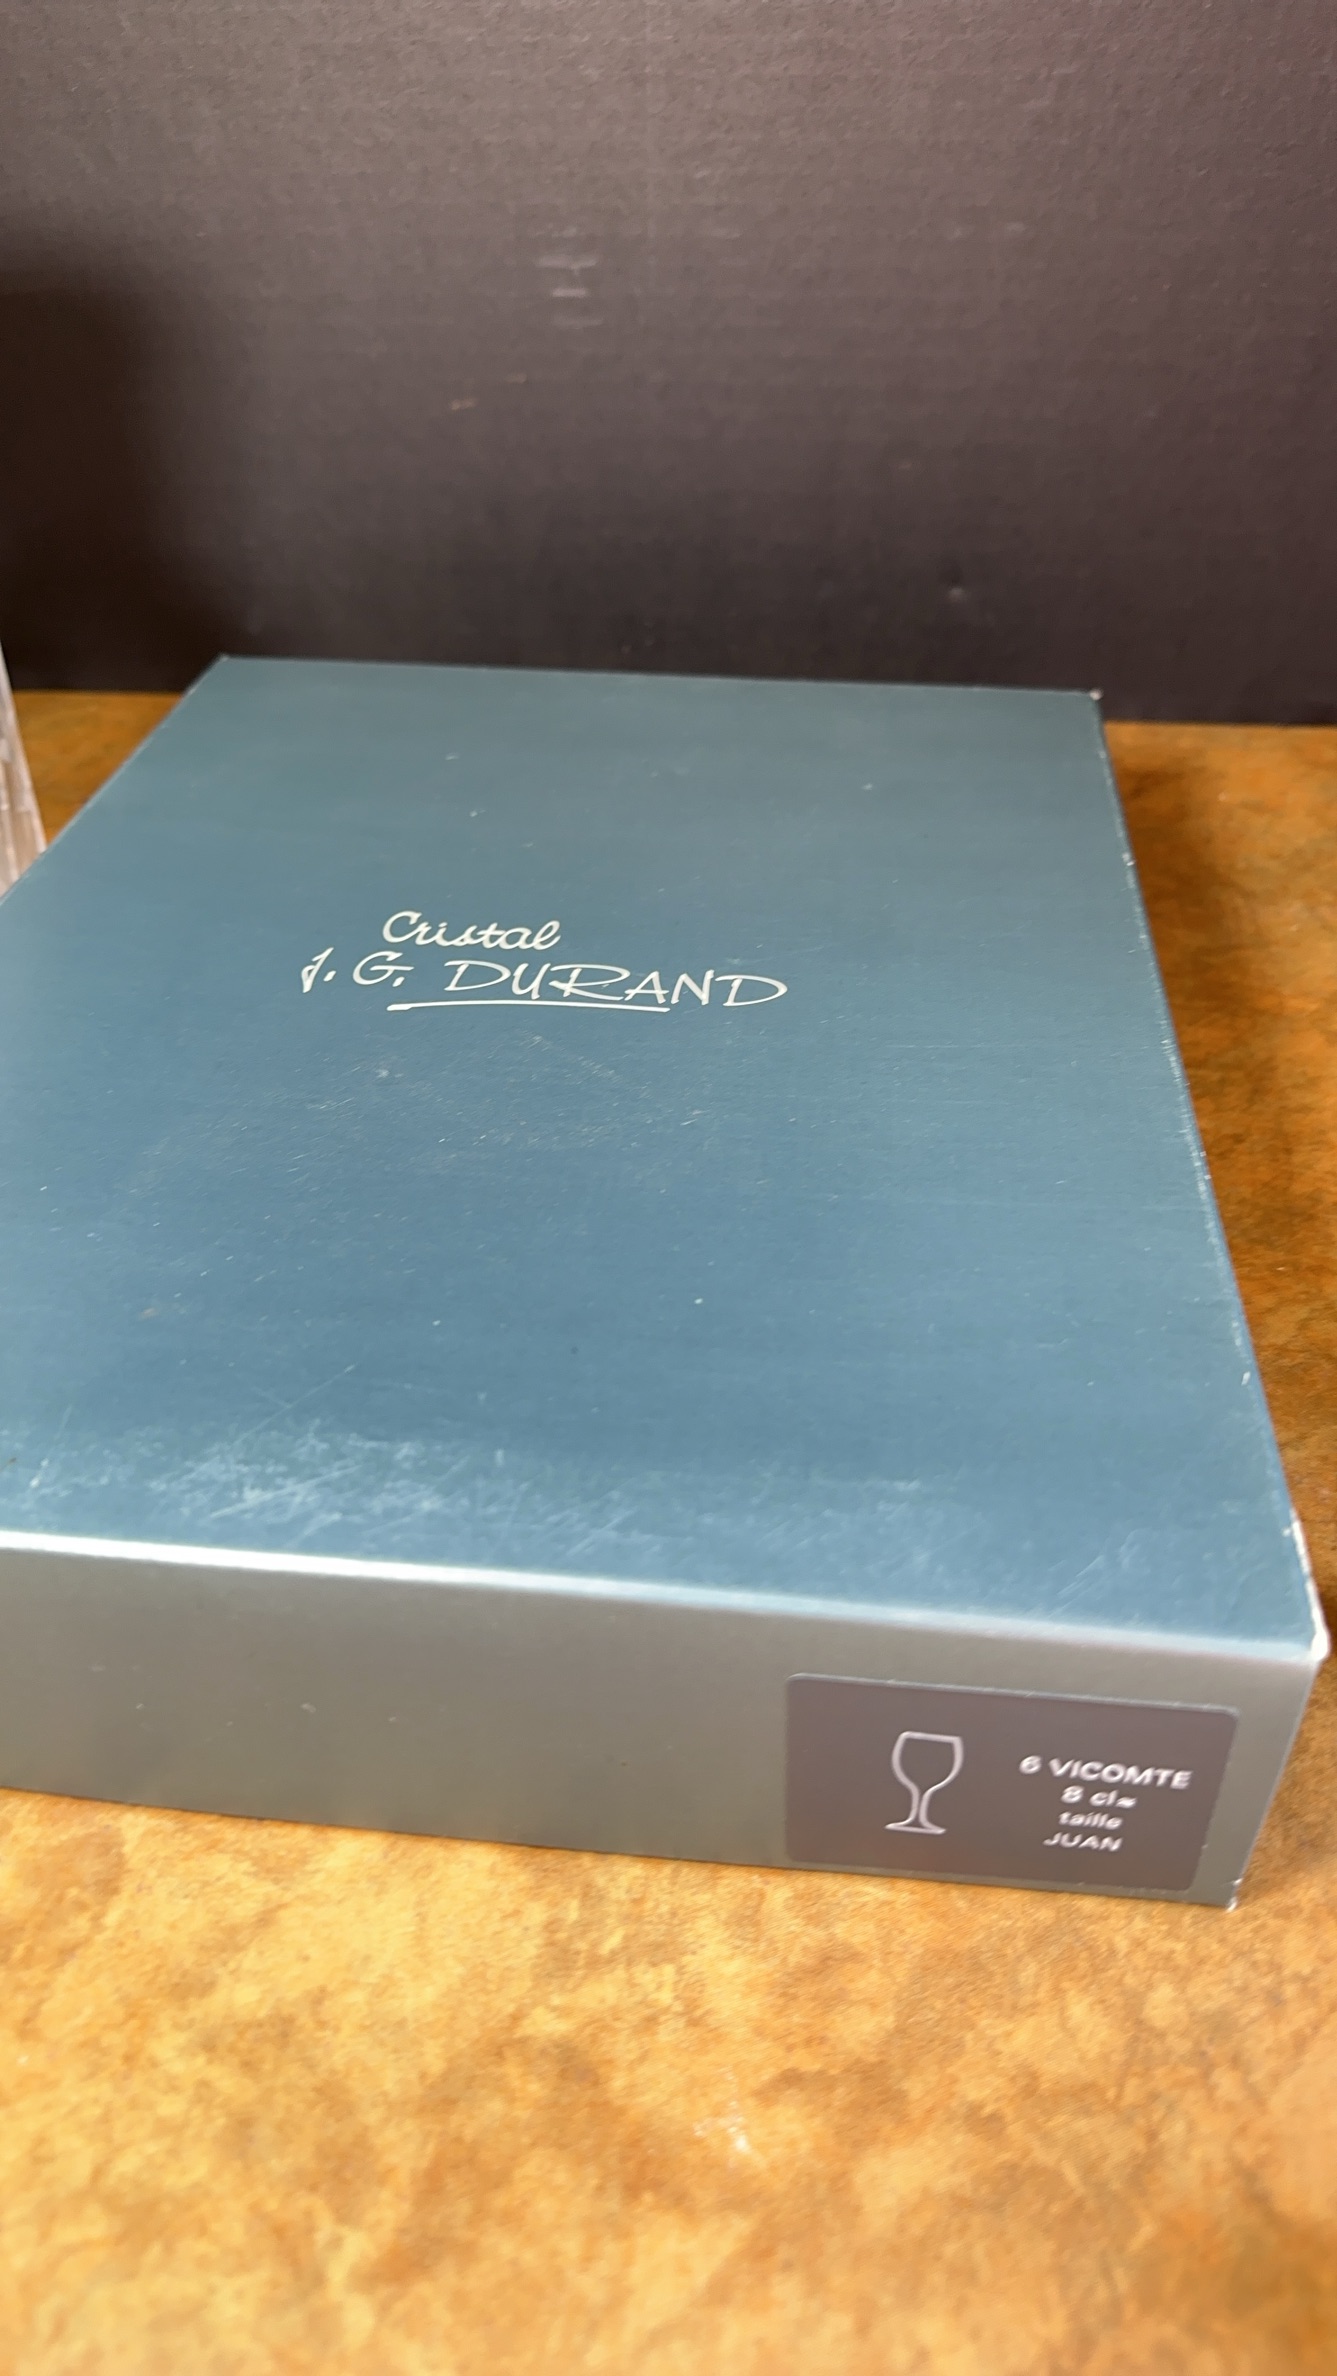 Cristal
J. G. DURAND
6 VICOMTE
8 cl≈
taille
JUAN